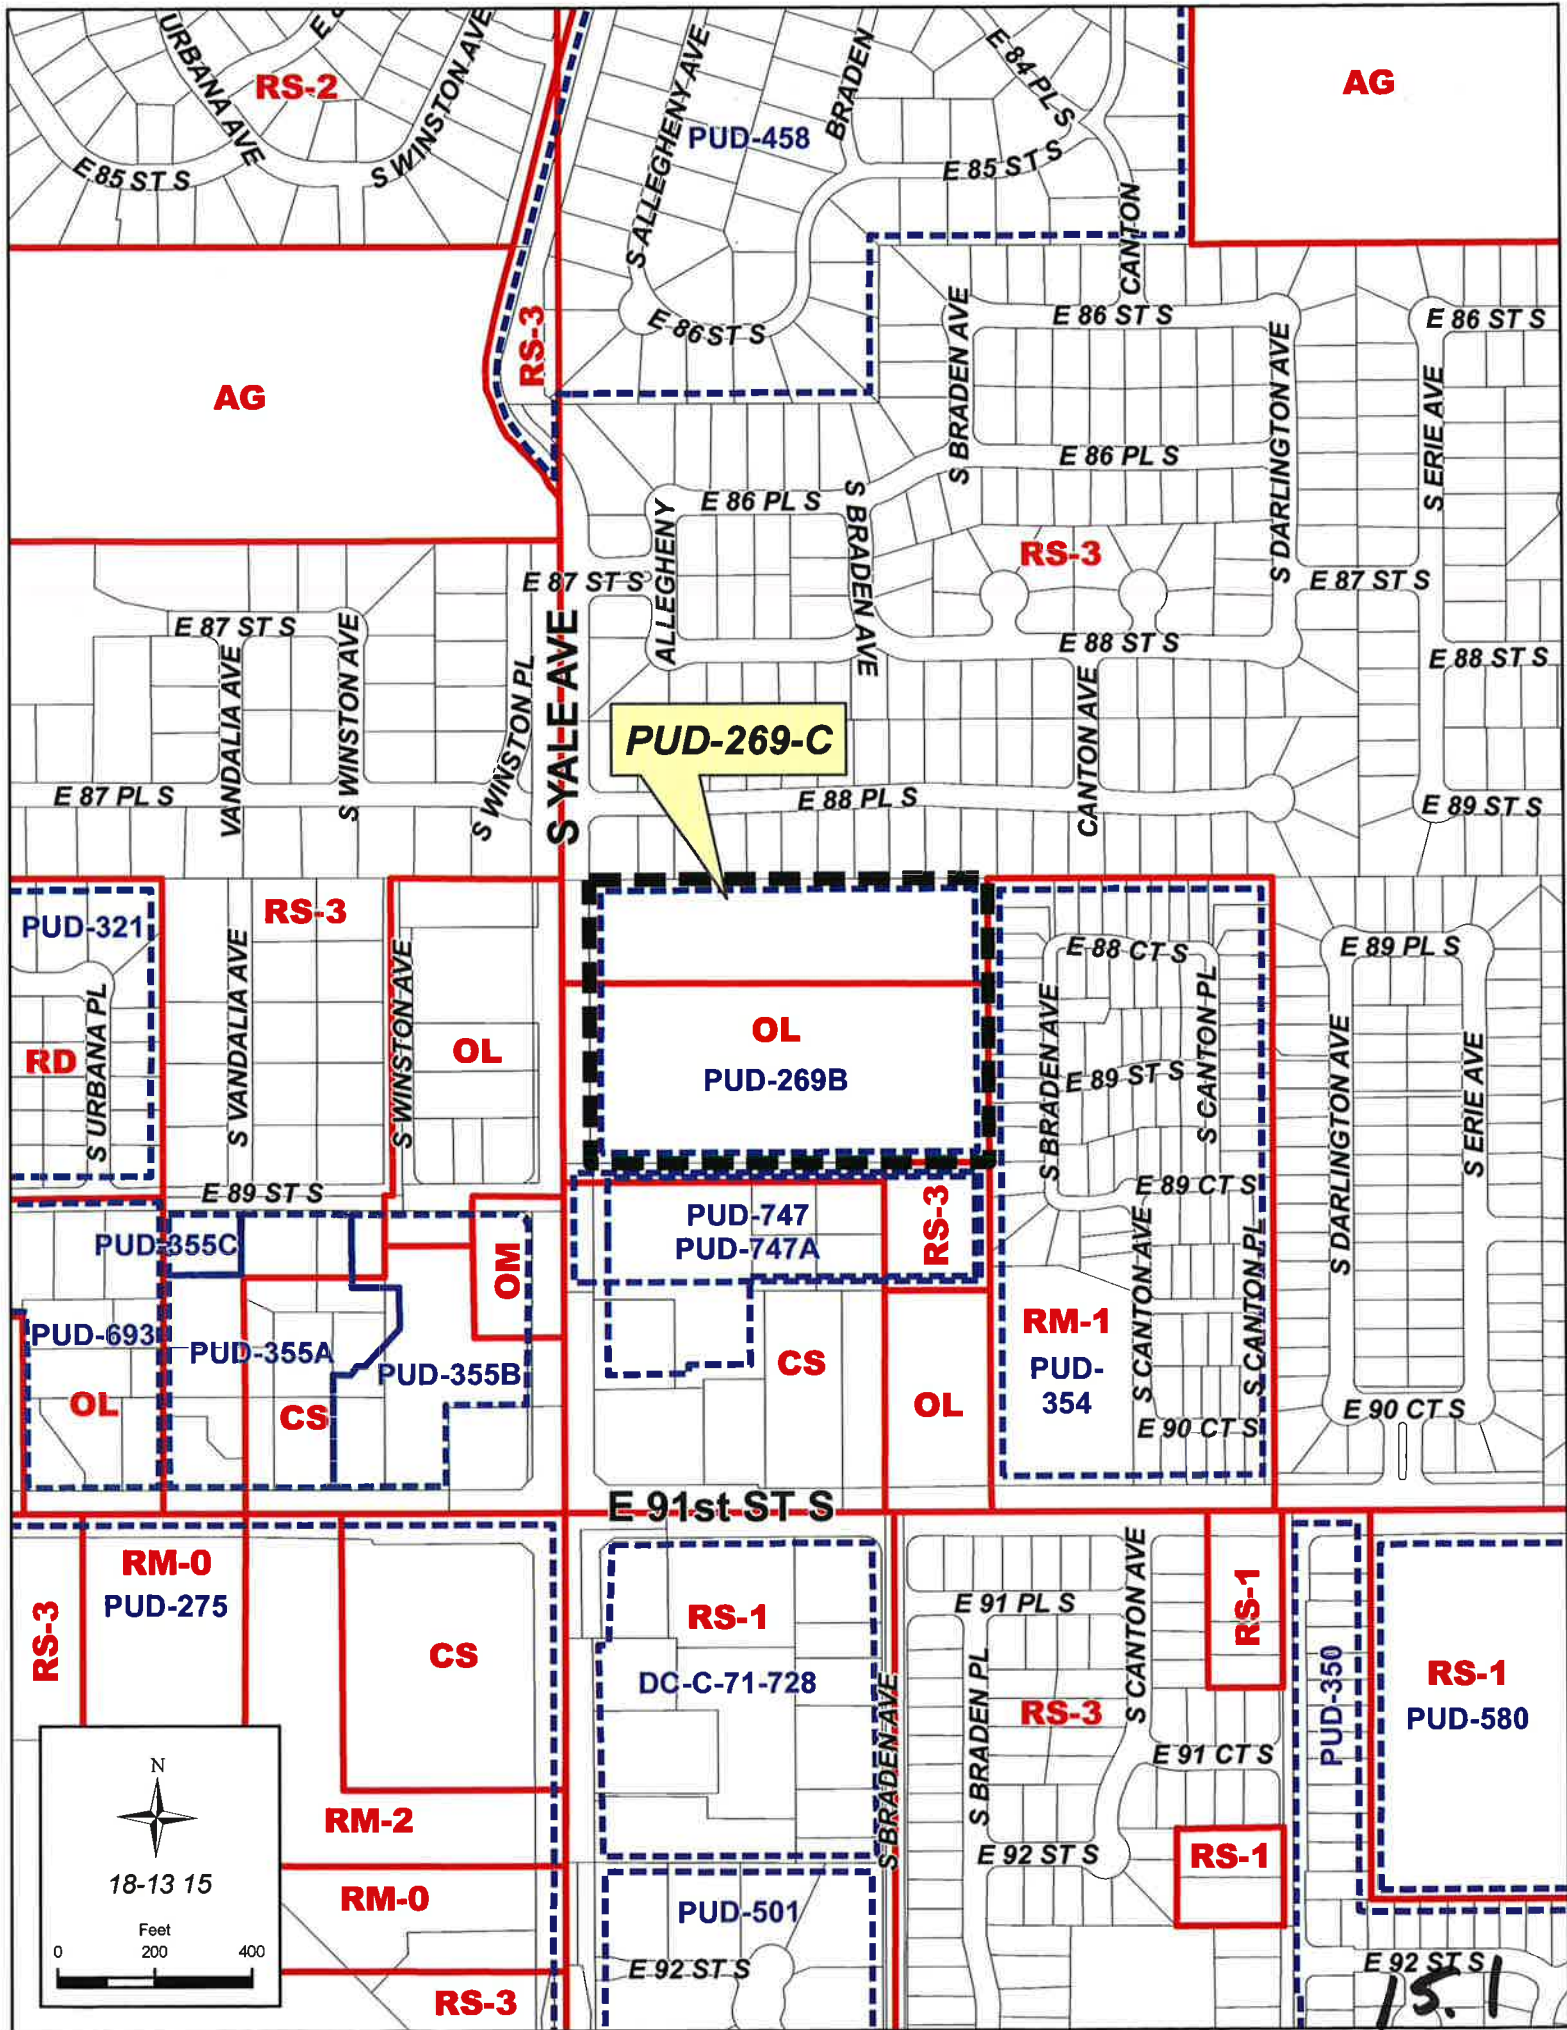 URBANA AVE
RS-2
S WINSTON AVE
E 85 ST S
S ALLEGHENY AVE
BRADEN
PUD-458
E 84 PL S
E 85 ST S
CANTON
AG
AG
RS-3
E 86 ST S
S BRADEN AVE
E 86 ST S
S DARLINGTON AVE
E 86 ST S
S ERIE AVE
E 86 PL S
E 86 PL S
ALLEGHENY
S BRADEN AVE
RS-3
E 87 ST S
E 87 ST S
E 87 ST S
VANDALIA AVE
S WINSTON AVE
S WINSTON PL
S YALE AVE
E 88 ST S
E 88 ST S
CANTON AVE
PUD-269-C
E 87 PL S
E 88 PL S
E 89 ST S
PUD-321
RS-3
S URBANA PL
RD
S VANDALIA AVE
S WINSTON AVE
OL
OL
PUD-269B
E 88 CT S
S BRADEN AVE
E 89 ST S
S CANTON PL
E 89 PL S
S DARLINGTON AVE
S ERIE AVE
E 89 ST S
E 89 CT S
PUD-355C
OM
PUD-747
PUD-747A
RS-3
PUD-693
PUD-355A
PUD-355B
OL
CS
CS
OL
RM-1
PUD-
354
S CANTON AVE
S CANTON PL
E 90 CT S
E 90 CT S
E 91st ST S
RS-3
RM-0
PUD-275
CS
RS-1
DC-C-71-728
S BRADEN AVE
E 91 PL S
S BRADEN PL
S CANTON AVE
RS-3
RS-1
E 91 CT S
PUD-350
RS-1
PUD-580
RM-2
E 92 ST S
RS-1
RM-0
PUD-501
E 92 ST S
RS-3
E 92 ST S
N
18-13 15
Feet
0 200 400
15.1